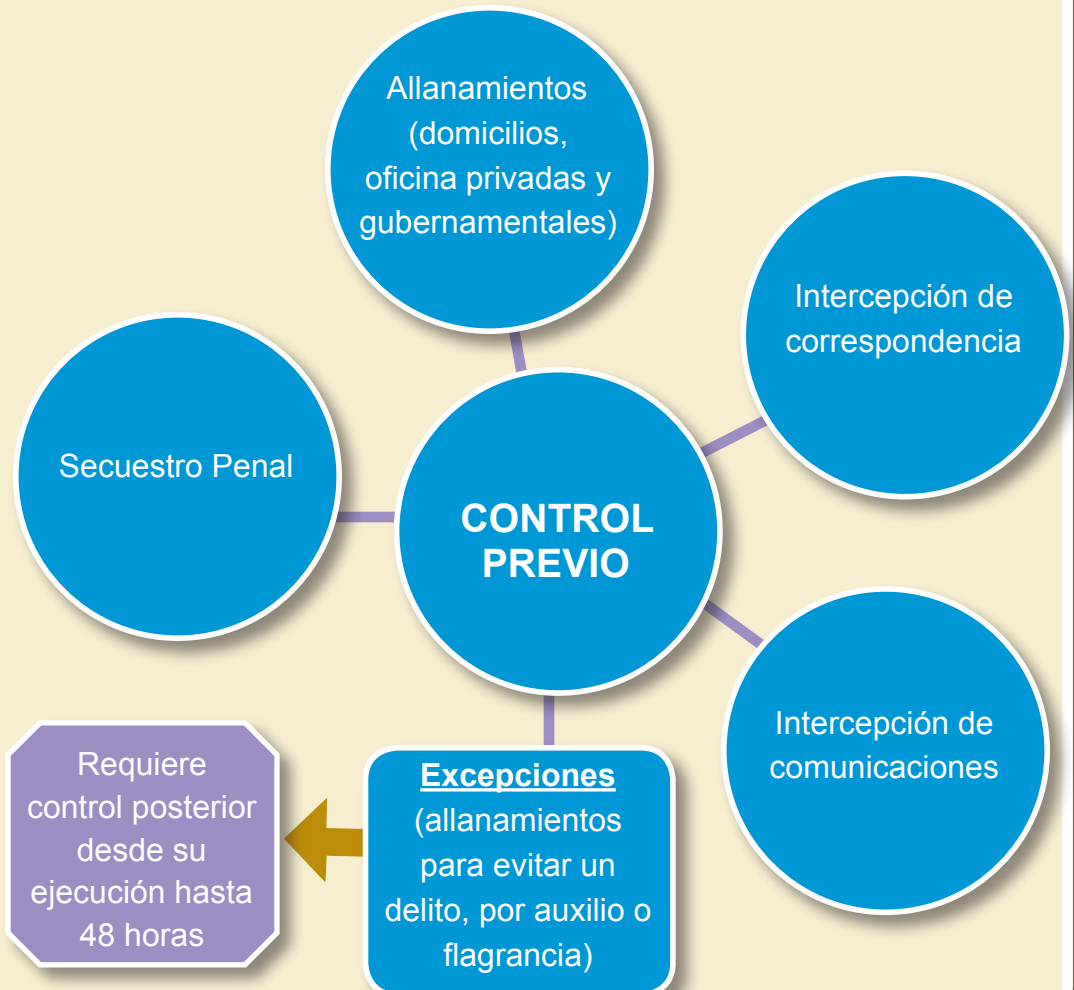 Allanamientos
(domicilios,
oficina privadas y
gubernamentales)
Intercepción de
correspondencia
Secuestro Penal
CONTROL
PREVIO
Intercepción de
comunicaciones
Excepciones
(allanamientos
para evitar un
delito, por auxilio o
flagrancia)
Requiere
control posterior
desde su
ejecución hasta
48 horas